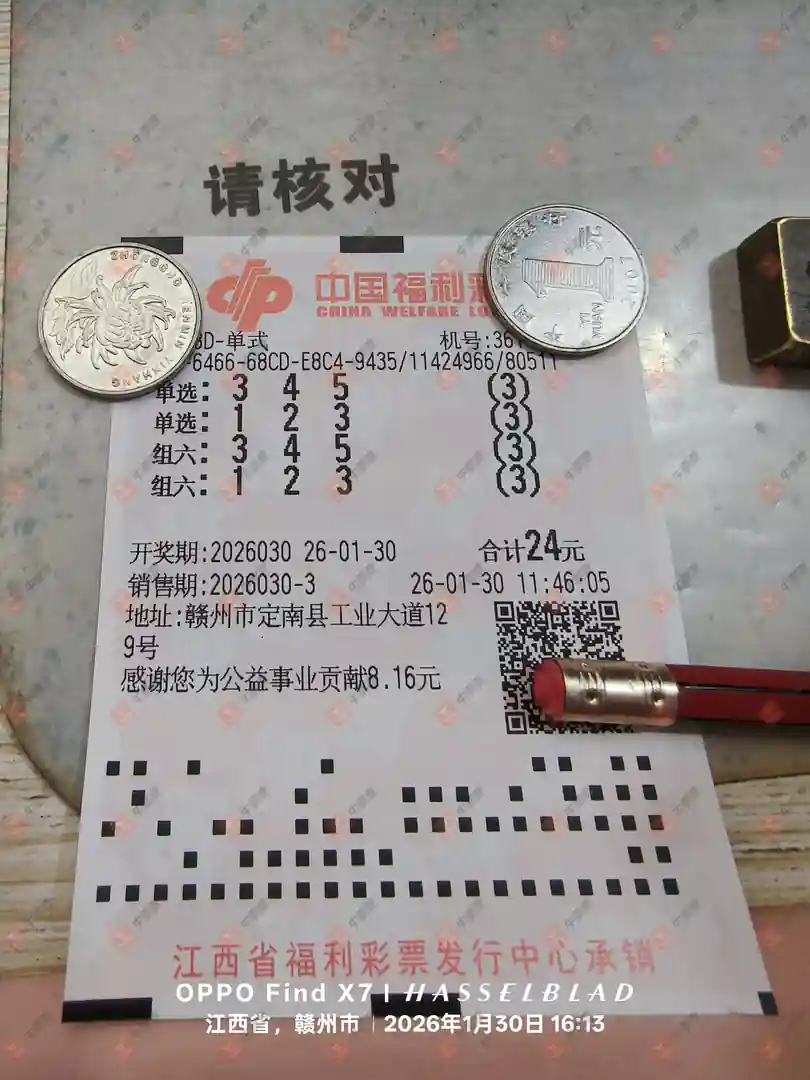 请核对
中国福利彩
CHINA WELFARE LO
3D-单式 机号:36
-6466-68CD-E8C4-9435/11424966/80511
单选: 3 4 5 (3)
单选: 1 2 3 (3)
组六: 3 4 5 (3)
组六: 1 2 3 (3)
开奖期:2026030 26-01-30 合计24元
销售期:2026030-3 26-01-30 11:46:05
地址:赣州市定南县工业大道12
9号
感谢您为公益事业贡献8.16元
江西省福利彩票发行中心承销
OPPO Find X7 | HASSELBLAD
江西省，赣州市 | 2026年1月30日 16:13